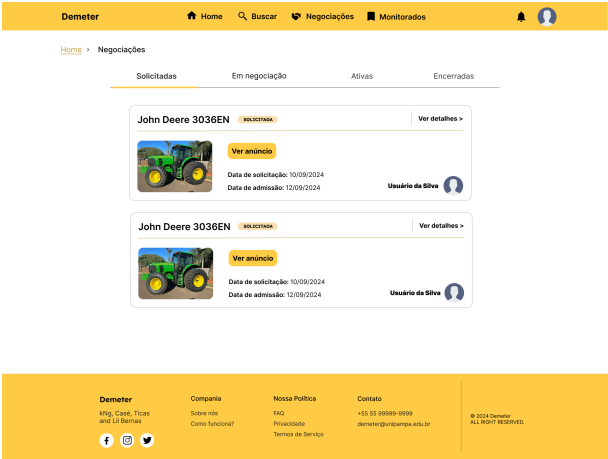 Demeter
Home
Buscar
Negociações
Monitorados
Home > Negociações
Solicitadas
Em negociação
Ativas
Encerradas
John Deere 3036EN
SOLICITADA
Ver detalhes >
Ver anúncio
Data de solicitação: 10/09/2024
Data de admissão: 12/09/2024
Usuário da Silva
John Deere 3036EN
SOLICITADA
Ver detalhes >
Ver anúncio
Data de solicitação: 10/09/2024
Data de admissão: 12/09/2024
Usuário da Silva
Demeter
kNg, Casé, Ticas
and Lil Bernas
Compania
Sobre nós
Como funciona?
Nossa Política
FAQ
Privacidade
Termos de Serviço
Contato
+55 55 99999-9999
demeter@unipampa.edu.br
© 2024 Demeter
ALL RIGHT RESERVED.